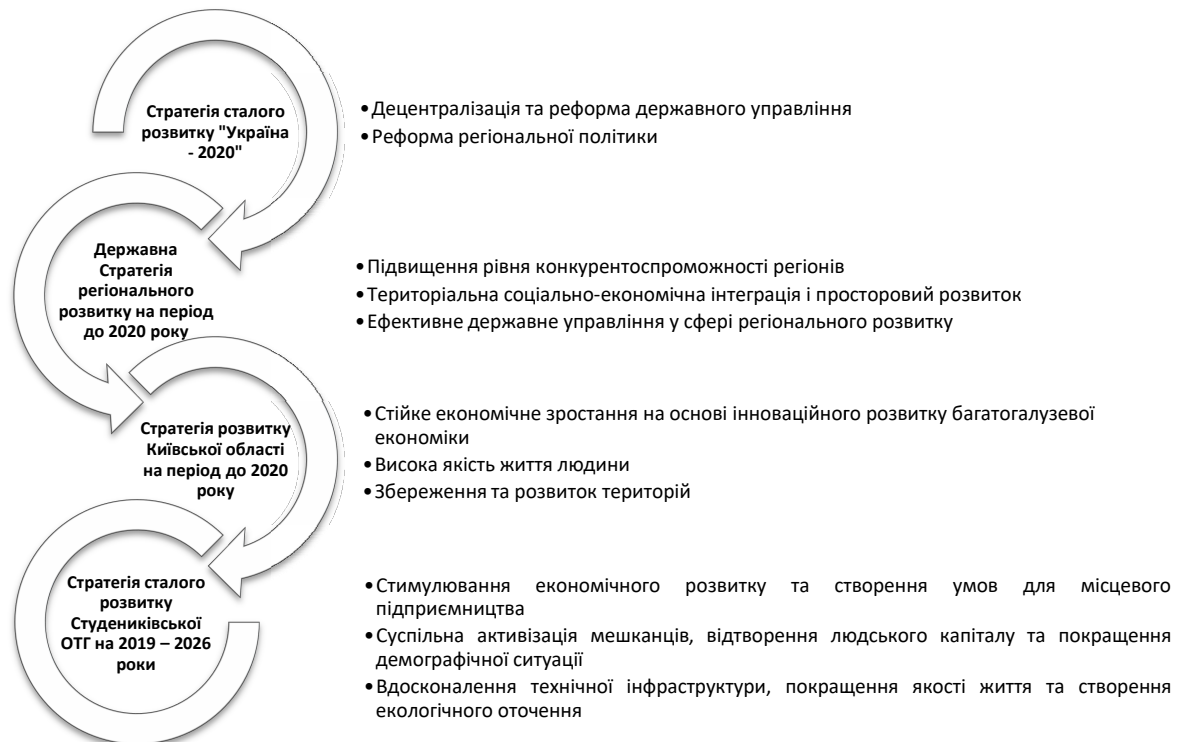 Стратегія сталого
розвитку "Україна
- 2020"
•Децентралізація та реформа державного управління
•Реформа регіональної політики
Державна
Стратегія
регіонального
розвитку на період
до 2020 року
•Підвищення рівня конкурентоспроможності регіонів
•Територіальна соціально-економічна інтеграція і просторовий розвиток
•Ефективне державне управління у сфері регіонального розвитку
Стратегія розвитку
Київської області
на період до 2020
року
•Стійке економічне зростання на основі інноваційного розвитку багатогалузевої
економіки
•Висока якість життя людини
•Збереження та розвиток територій
Стратегія сталого
розвитку
Студениківської
ОТГ на 2019 – 2026
роки
•Стимулювання економічного розвитку та створення умов для місцевого
підприємництва
•Суспільна активізація мешканців, відтворення людського капіталу та покращення
демографічної ситуації
•Вдосконалення технічної інфраструктури, покращення якості життя та створення
екологічного оточення